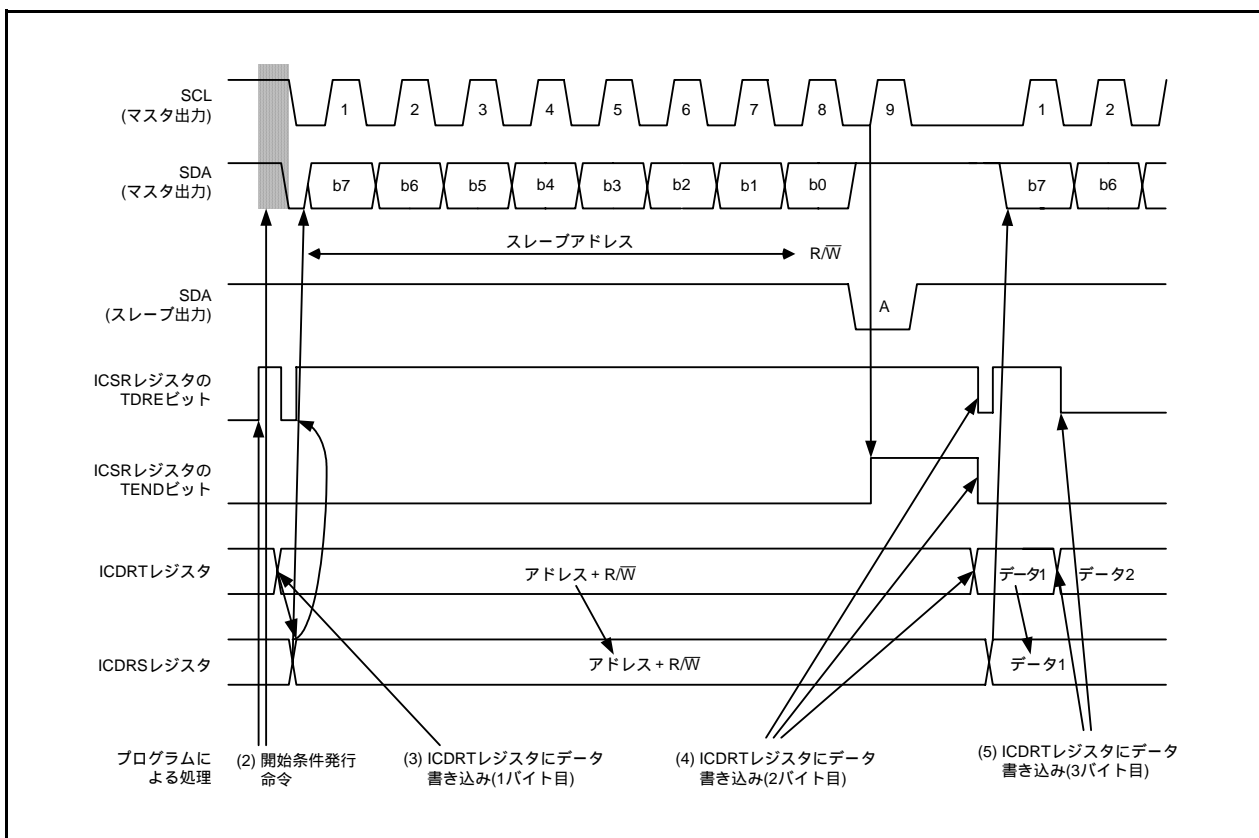 SCL
(マスタ出力)
1 2 3 4 5 6 7 8 9 1 2
SDA
(マスタ出力)
b7 b6 b5 b4 b3 b2 b1 b0 b7 b6
スレーブアドレス
R/W̅
SDA
(スレーブ出力)
A
ICSRレジスタの
TDREビット
ICSRレジスタの
TENDビット
ICDRTレジスタ
アドレス + R/W̅
データ1
データ2
ICDRSレジスタ
アドレス + R/W̅
データ1
プログラムに
よる処理
(2) 開始条件発行
命令
(3) ICDRTレジスタにデータ
書き込み(1バイト目)
(4) ICDRTレジスタにデータ
書き込み(2バイト目)
(5) ICDRTレジスタにデータ
書き込み(3バイト目)